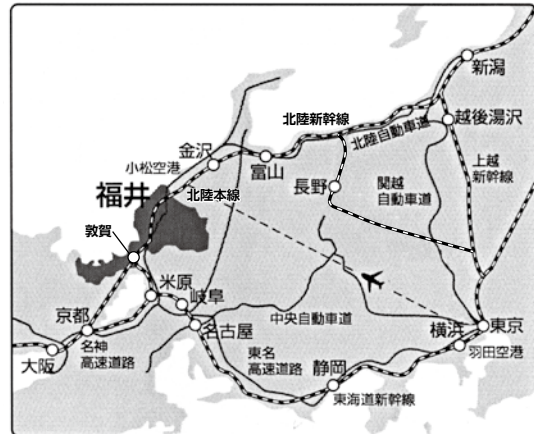 新潟
北陸新幹線
越後湯沢
北陸自動車道
金沢
小松空港
富山
上越
新幹線
福井
北陸本線
長野
関越
自動車道
敦賀
米原
岐阜
京都
名古屋
中央自動車道
横浜
東京
大阪
名神
高速道路
東名
高速道路
静岡
羽田空港
東海道新幹線